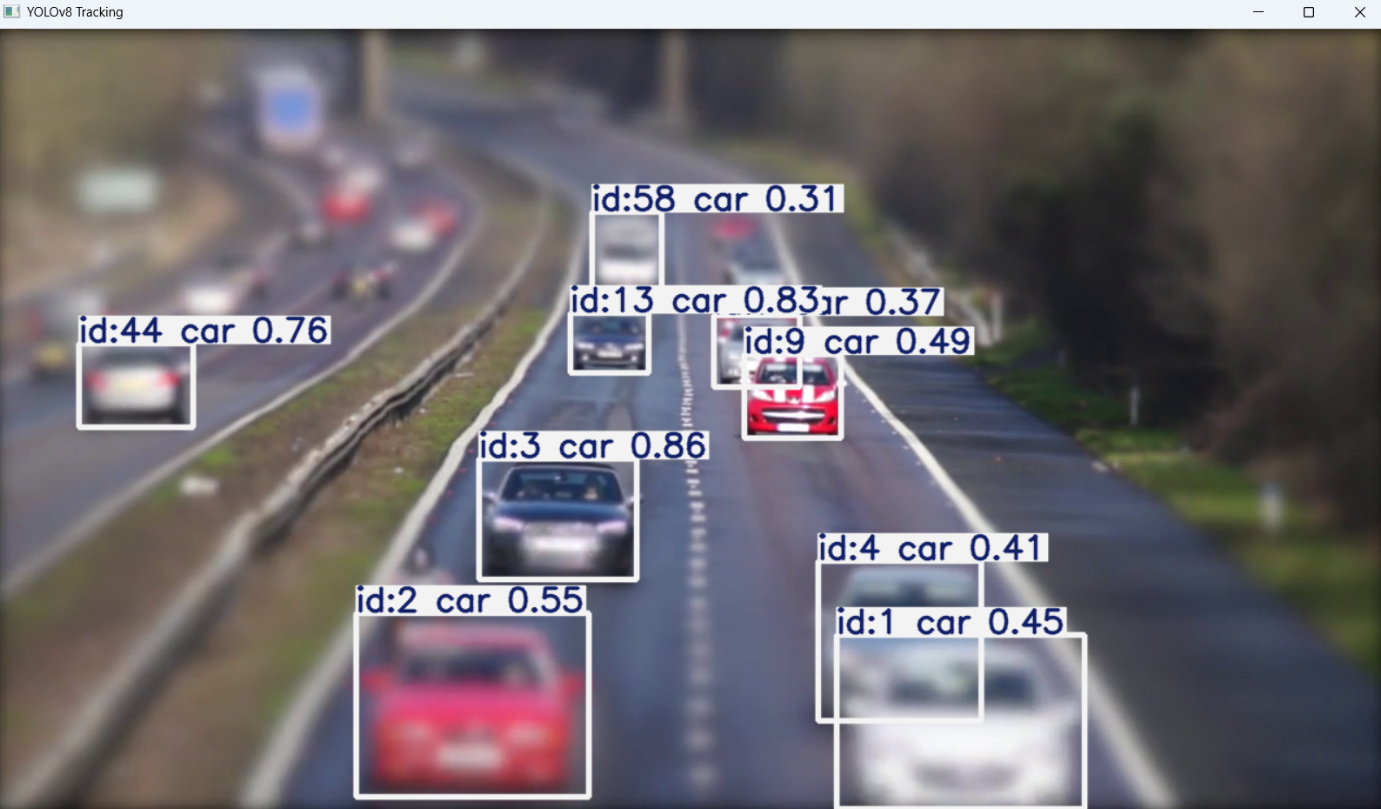 YOLOv8 Tracking
id:58 car 0.31
id:13 car 0.83
0.37
id:44 car 0.76
id:9 car 0.49
id:3 car 0.86
id:4 car 0.41
id:2 car 0.55
id:1 car 0.45